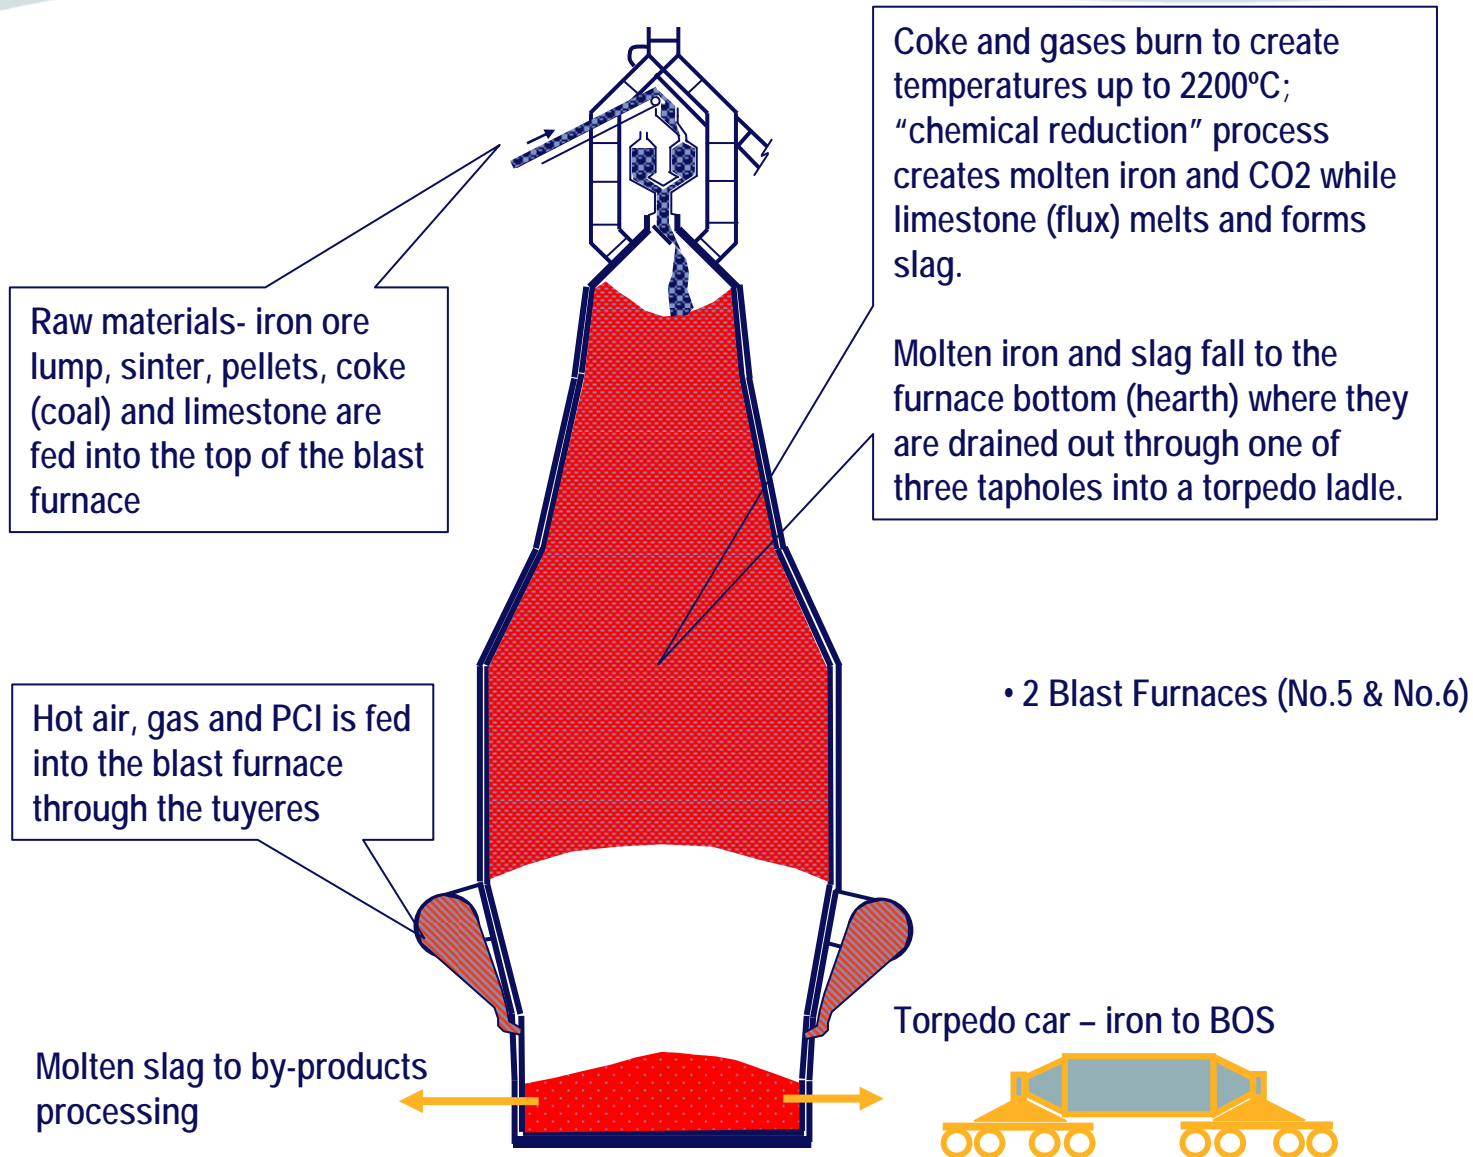 Coke and gases burn to create
temperatures up to 2200ºC;
“chemical reduction” process
creates molten iron and CO2 while
limestone (flux) melts and forms
slag.
Molten iron and slag fall to the
furnace bottom (hearth) where they
are drained out through one of
three tapholes into a torpedo ladle.
Raw materials- iron ore
lump, sinter, pellets, coke
(coal) and limestone are
fed into the top of the blast
furnace
• 2 Blast Furnaces (No.5 & No.6)
Hot air, gas and PCI is fed
into the blast furnace
through the tuyeres
Torpedo car – iron to BOS
Molten slag to by-products
processing